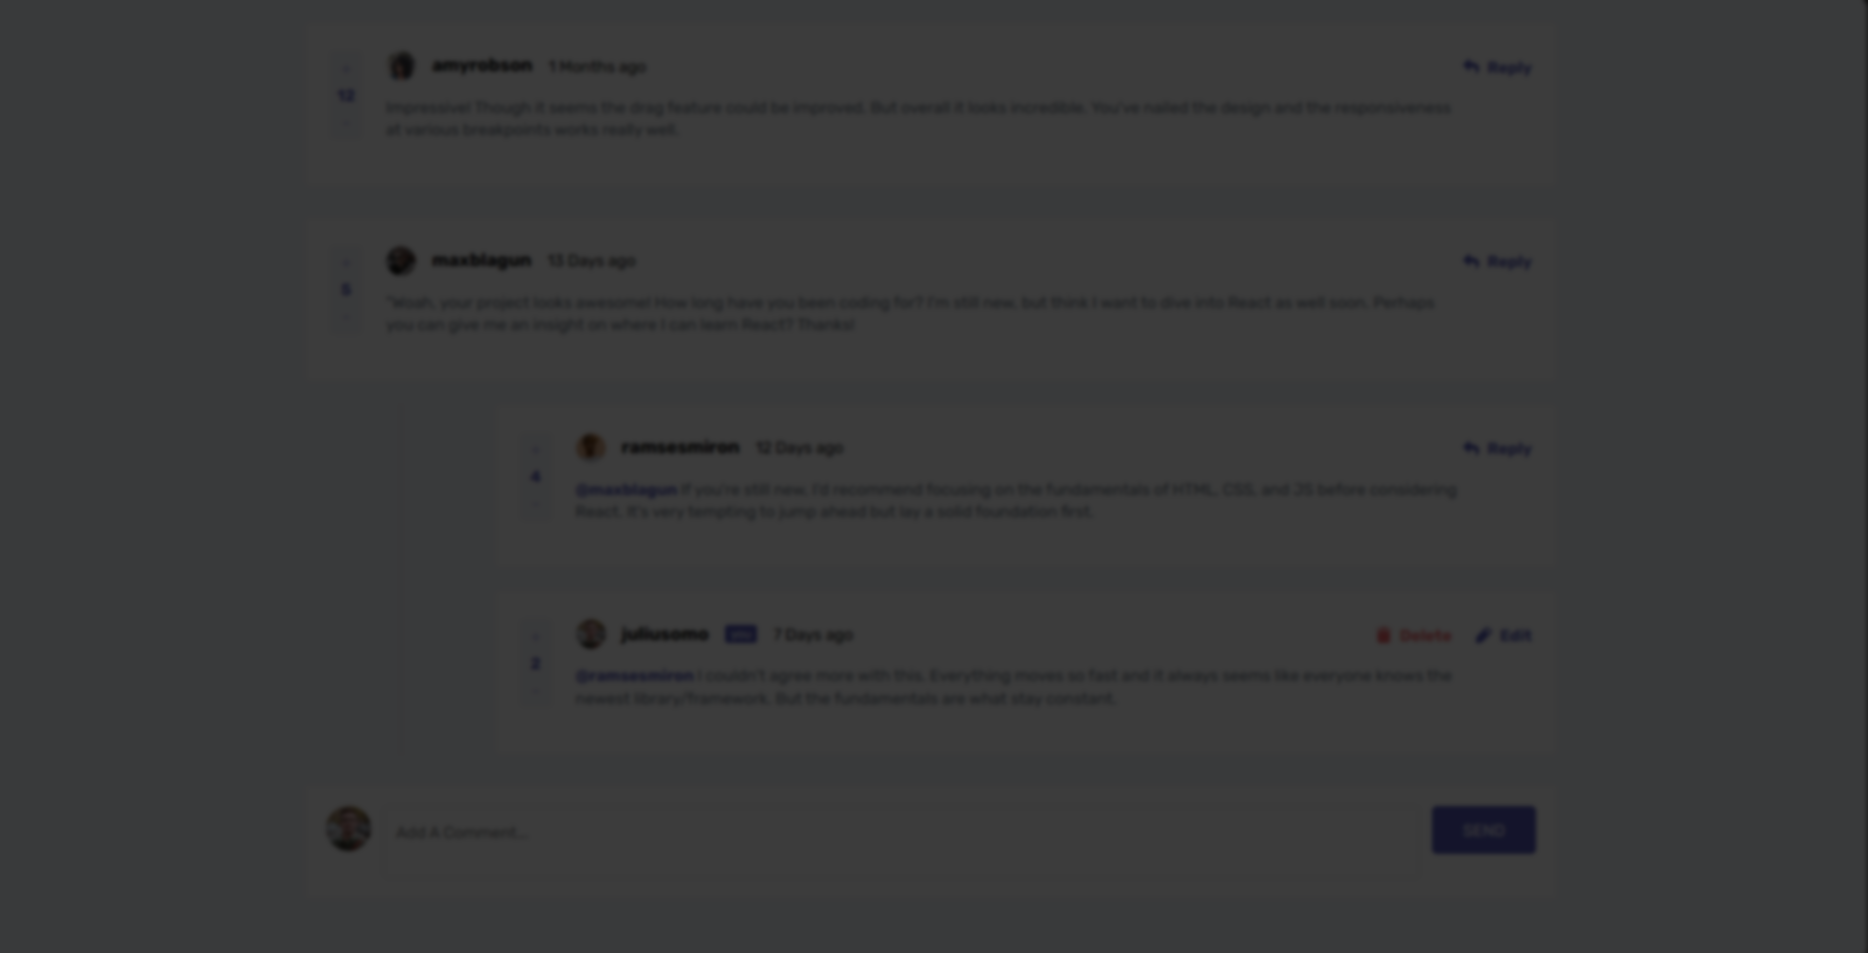 amyrobson 1 Months ago
Reply
12
Impressive! Though it seems the drag feature could be improved. But overall it looks incredible. You've nailed the design and the responsiveness
at various breakpoints works really well.
maxblagun 13 Days ago
Reply
5
"Woah, your project looks awesome! How long have you been coding for? I'm still new, but think I want to dive into React as well soon. Perhaps
you can give me an insight on where I can learn React? Thanks!
ramsesmiron 12 Days ago
Reply
4
@maxblagun If you're still new, I'd recommend focusing on the fundamentals of HTML, CSS, and JS before considering
React. It's very tempting to jump ahead but lay a solid foundation first.
juliusomo 7 Days ago
Delete Edit
2
@ramsesmiron I couldn't agree more with this. Everything moves so fast and it always seems like everyone knows the
newest library/framework. But the fundamentals are what stay constant.
Add A Comment...
SEND